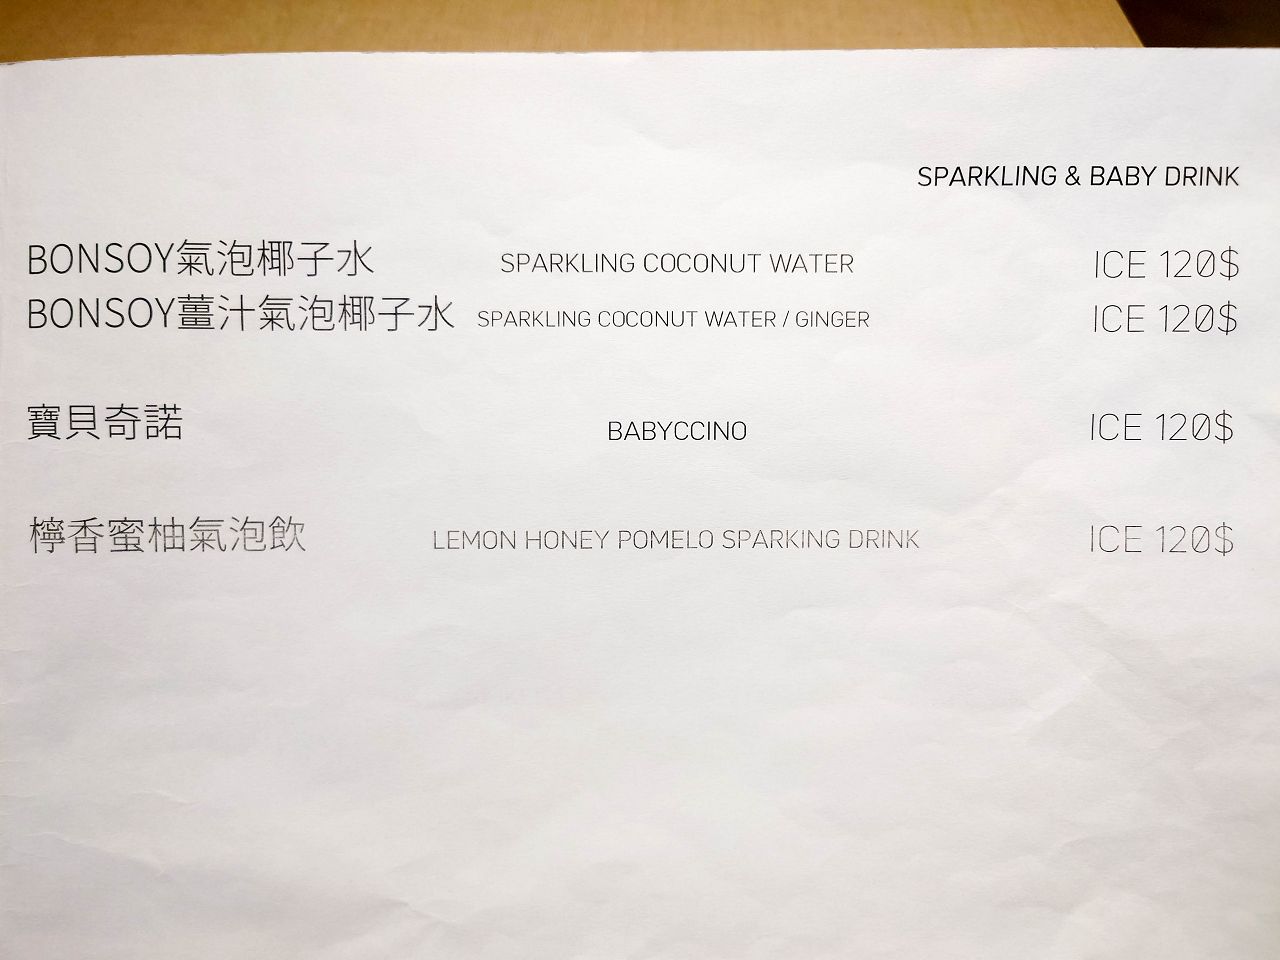 SPARKLING & BABY DRINK
BONSOY氣泡椰子水 SPARKLING COCONUT WATER ICE 120$
BONSOY薑汁氣泡椰子水 SPARKLING COCONUT WATER / GINGER ICE 120$
寶貝奇諾 BABYCCINO ICE 120$
檸香蜜柚氣泡飲 LEMON HONEY POMELO SPARKING DRINK ICE 120$